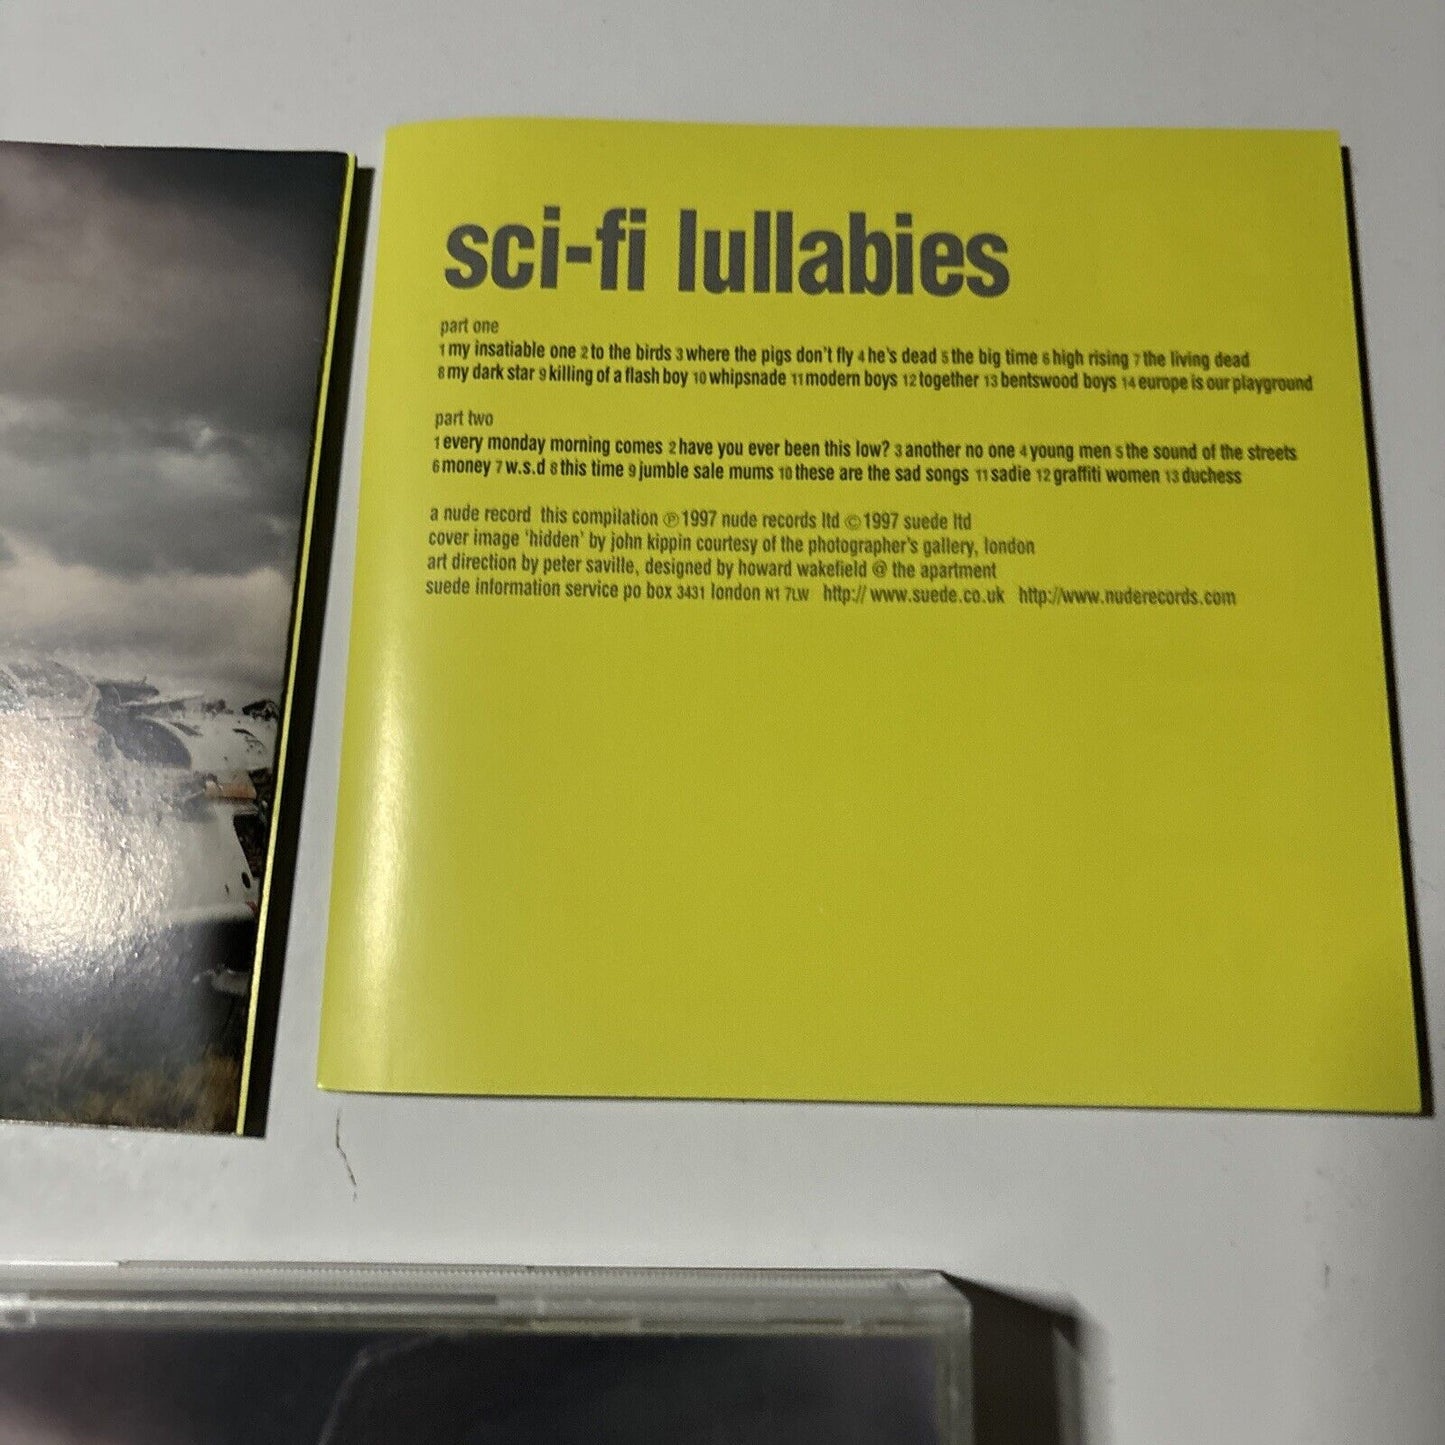 sci-fi lullabies
part one
1 my insatiable one 2 to the birds 3 where the pigs don't fly 4 he's dead 5 the big time 6 high rising 7 the living dead
8 my dark star 9 killing of a flash boy 10 whipsnade 11 modern boys 12 together 13 bentswood boys 14 europe is our playground
part two
1 every monday morning comes 2 have you ever been this low? 3 another no one 4 young men 5 the sound of the streets
6 money 7 w.s.d 8 this time 9 jumble sale mums 10 these are the sad songs 11 sadie 12 graffiti women 13 duchess
a nude record this compilation ℗ 1997 nude records ltd © 1997 suede ltd
cover image 'hidden' by john kippin courtesy of the photographer's gallery, london
art direction by peter saville, designed by howard wakefield @ the apartment
suede information service po box 3431 london N1 7LW http:// www.suede.co.uk http://www.nuderecords.com